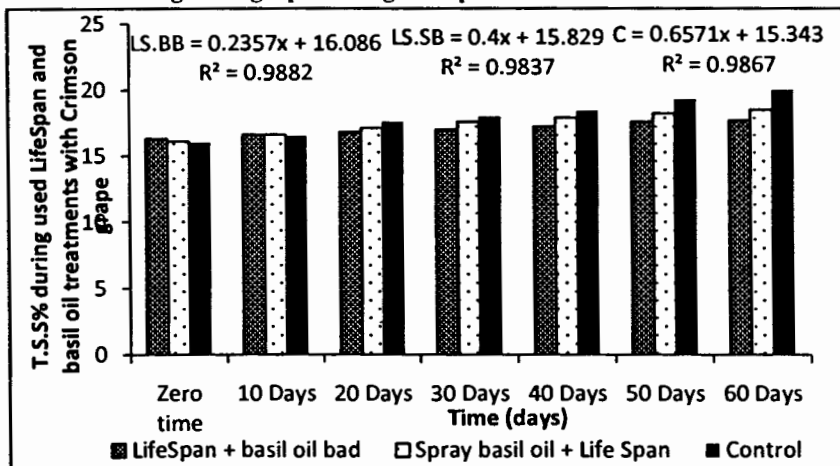 25
20
15
10
5
0
T.S.S% during used LifeSpan and
basil oil treatments with Crimson
grape
LS.BB = 0.2357x + 16.086
R² = 0.9882
LS.SB = 0.4x + 15.829
R² = 0.9837
C = 0.6571x + 15.343
R² = 0.9867
Zero time
10 Days
20 Days
30 Days
40 Days
50 Days
60 Days
Time (days)
LifeSpan + basil oil bad
Spray basil oil + Life Span
Control